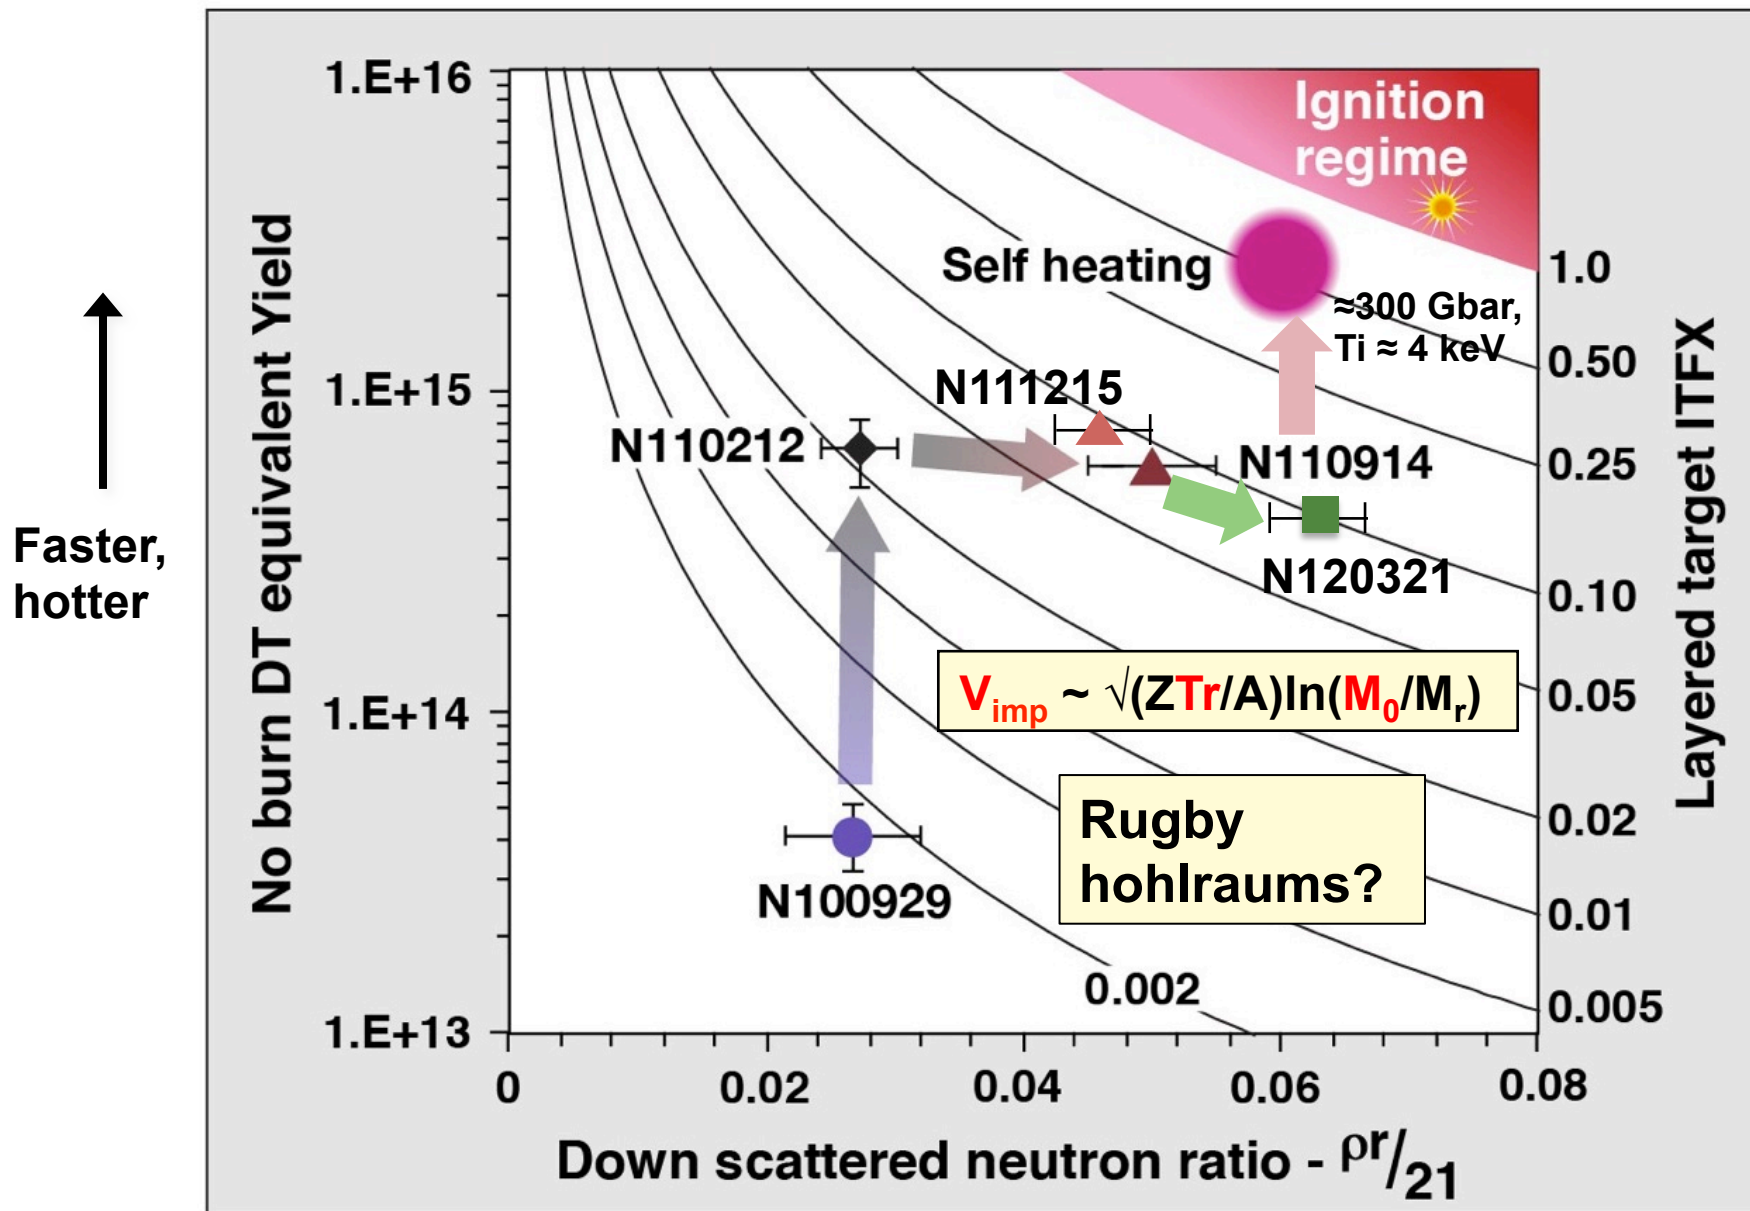 1.E+16
1.E+15
1.E+14
1.E+13
No burn DT equivalent Yield
Faster,
hotter
Ignition
regime
Self heating
≈300 Gbar,
Ti ≈ 4 keV
N111215
N110212
N110914
N120321
V_imp ~ √(ZTr/A)ln(M_0/M_r)
Rugby
hohlraums?
N100929
0.002
1.0
0.50
0.25
0.10
0.05
0.02
0.01
0.005
Layered target ITFX
0 0.02 0.04 0.06 0.08
Down scattered neutron ratio - ρr/21